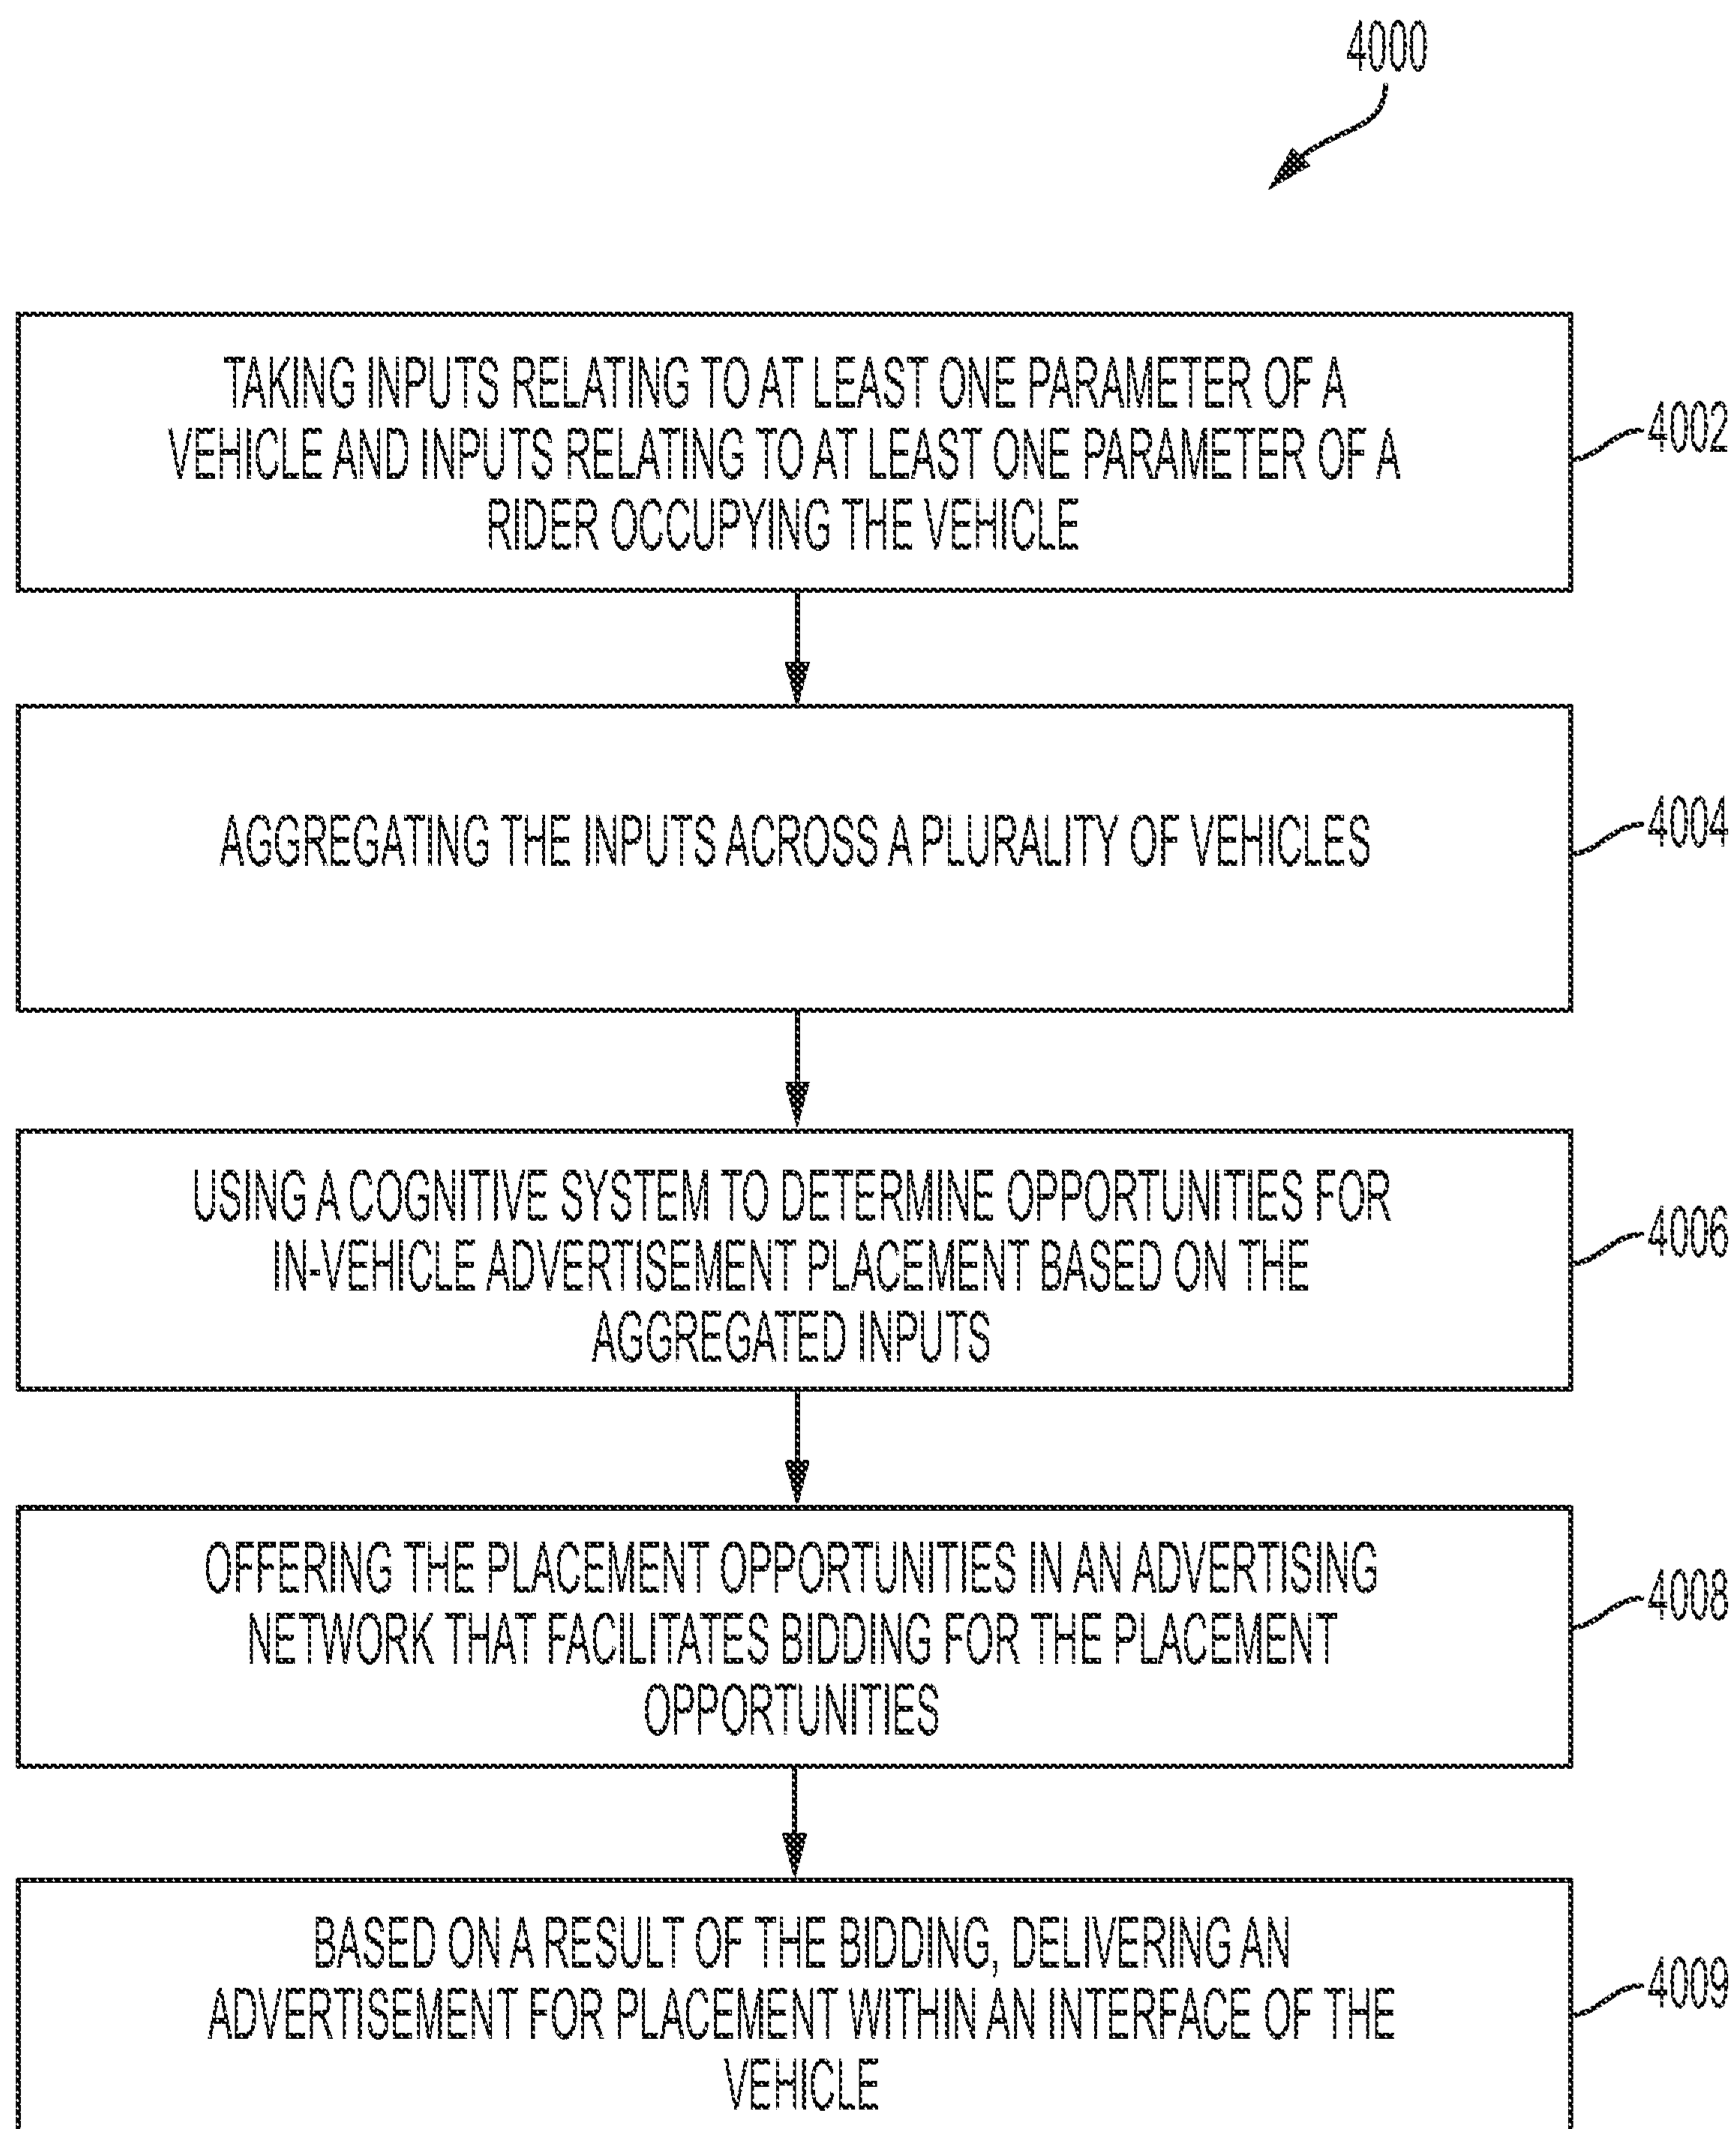 4000
TAKING INPUTS RELATING TO AT LEAST ONE PARAMETER OF A
VEHICLE AND INPUTS RELATING TO AT LEAST ONE PARAMETER OF A
RIDER OCCUPYING THE VEHICLE
4002
AGGREGATING THE INPUTS ACROSS A PLURALITY OF VEHICLES
4004
USING A COGNITIVE SYSTEM TO DETERMINE OPPORTUNITIES FOR
IN-VEHICLE ADVERTISEMENT PLACEMENT BASED ON THE
AGGREGATED INPUTS
4006
OFFERING THE PLACEMENT OPPORTUNITIES IN AN ADVERTISING
NETWORK THAT FACILITATES BIDDING FOR THE PLACEMENT
OPPORTUNITIES
4008
BASED ON A RESULT OF THE BIDDING, DELIVERING AN
ADVERTISEMENT FOR PLACEMENT WITHIN AN INTERFACE OF THE
VEHICLE
4009